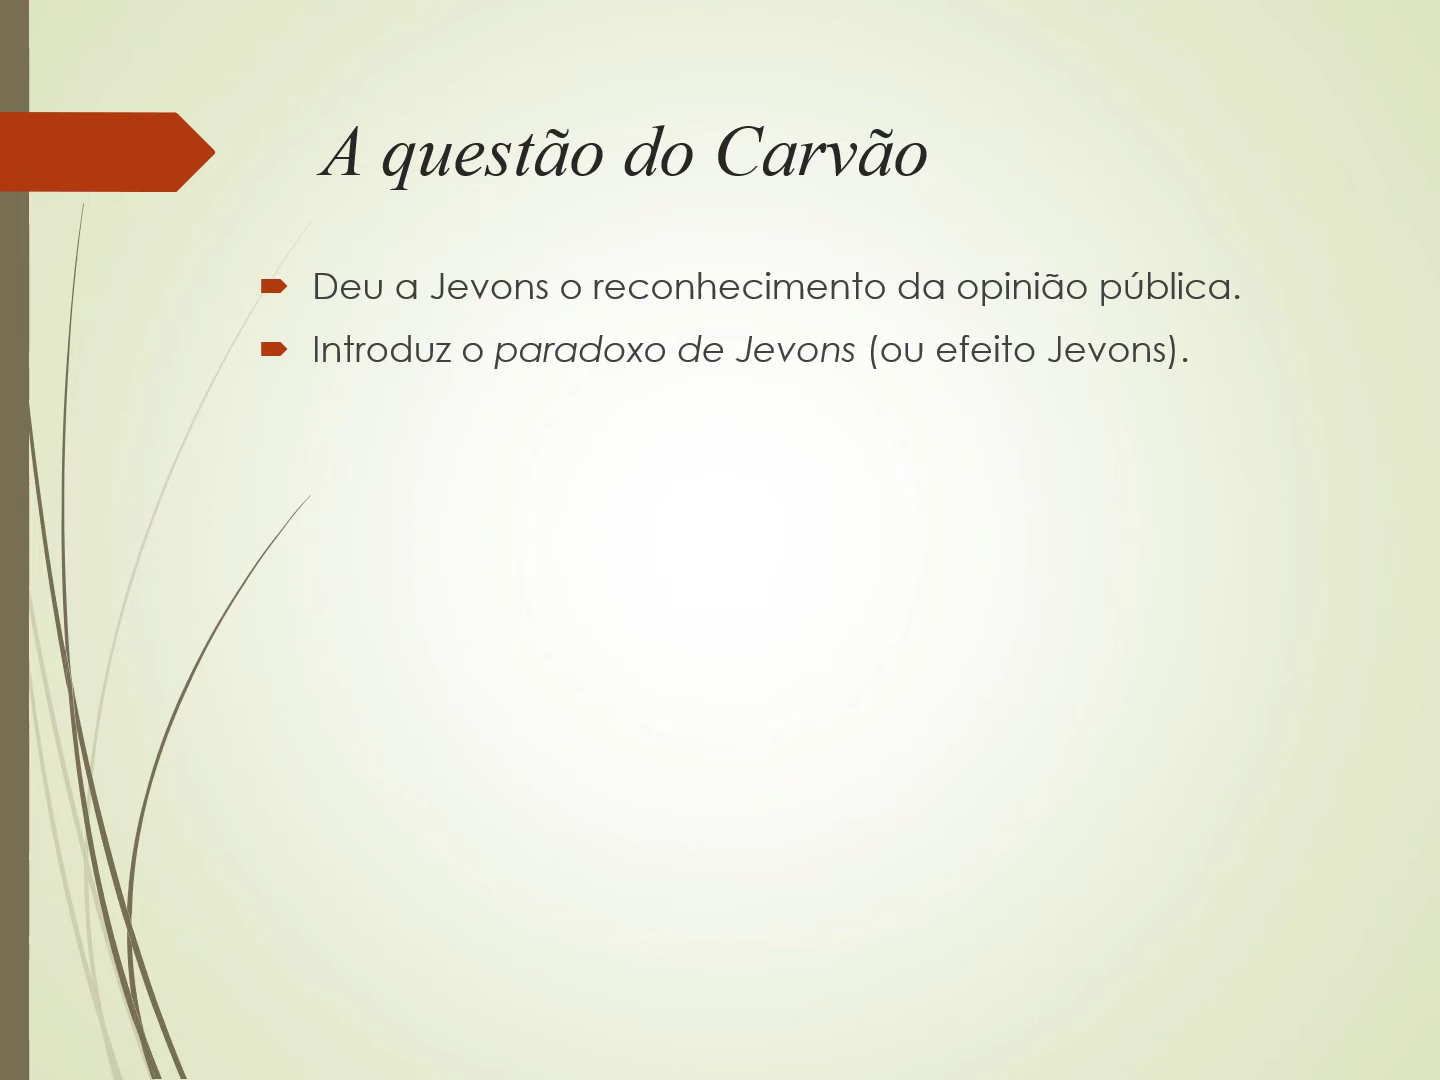 A questão do Carvão
Deu a Jevons o reconhecimento da opinião pública.
Introduz o paradoxo de Jevons (ou efeito Jevons).